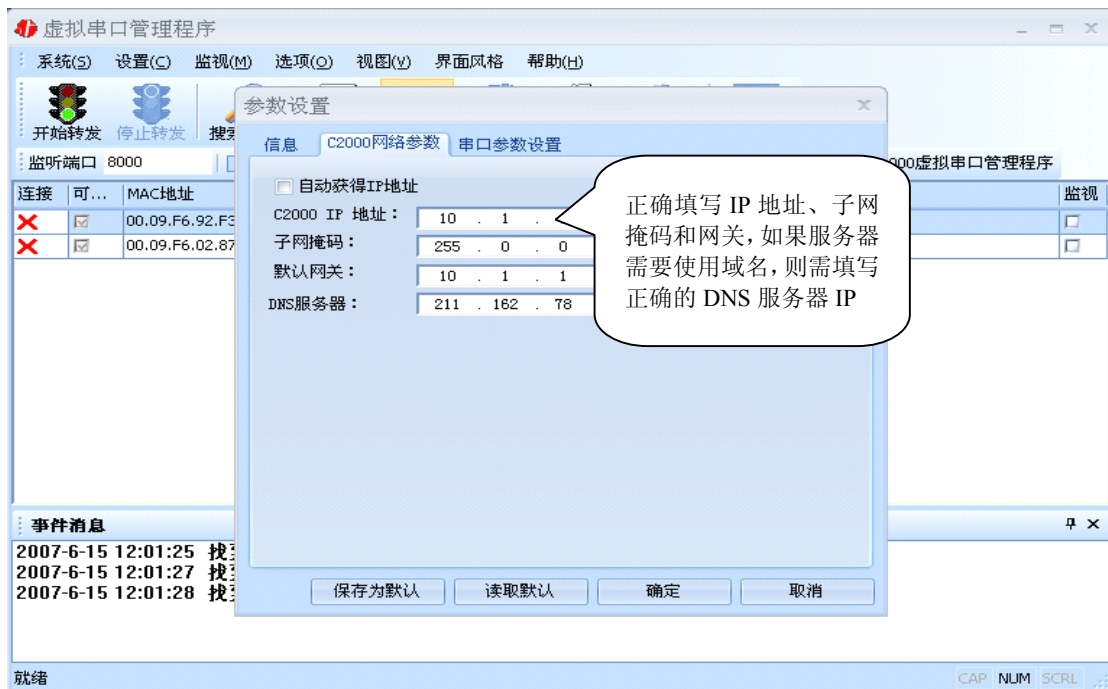 虚拟串口管理程序
系统(S) 设置(C) 监视(M) 选项(O) 视图(V) 界面风格 帮助(H)
开始转发 停止转发
监听端口 8000
000虚拟串口管理程序
连接 可... MAC地址 监视
00.09.F6.92.F3
00.09.F6.02.87
参数设置
信息 C2000网络参数 串口参数设置
自动获得IP地址
C2000 IP 地址： 10 . 1 .
子网掩码： 255 . 0 . 0
默认网关： 10 . 1 . 1
DNS服务器： 211 . 162 . 78
正确填写 IP 地址、子网
掩码和网关，如果服务器
需要使用域名，则需填写
正确的 DNS 服务器 IP
保存为默认 读取默认 确定 取消
事件消息
2007-6-15 12:01:25 找
2007-6-15 12:01:27 找
2007-6-15 12:01:28 找
就绪
CAP NUM SCRL